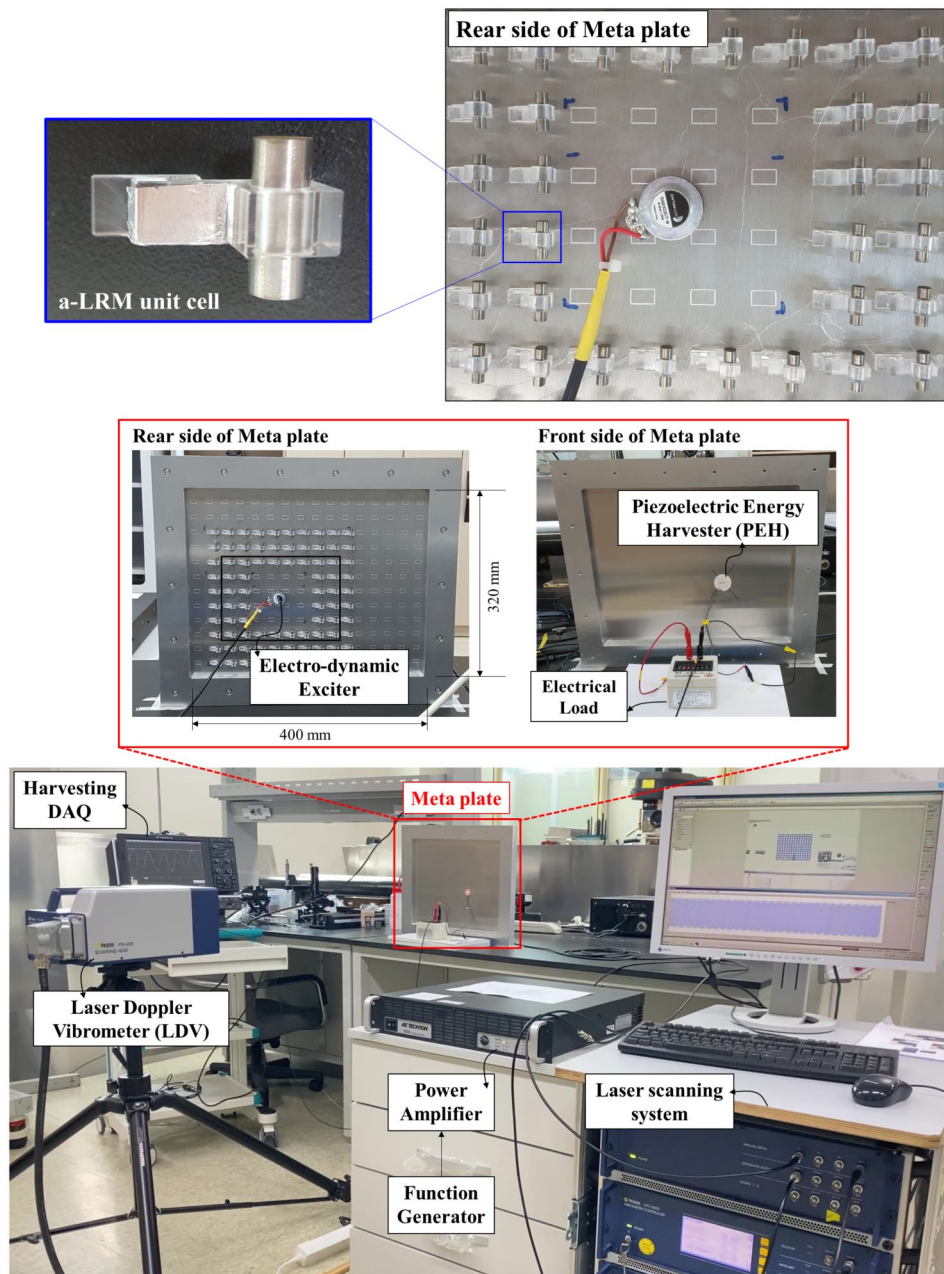 Rear side of Meta plate
a-LRM unit cell
Rear side of Meta plate
Front side of Meta plate
Piezoelectric Energy
Harvester (PEH)
320 mm
Electro-dynamic
Exciter
Electrical
Load
400 mm
Harvesting
DAQ
Meta plate
Laser Doppler
Vibrometer (LDV)
Power
Amplifier
Laser scanning
system
Function
Generator
AE TECHRON
SCANNING HEAD